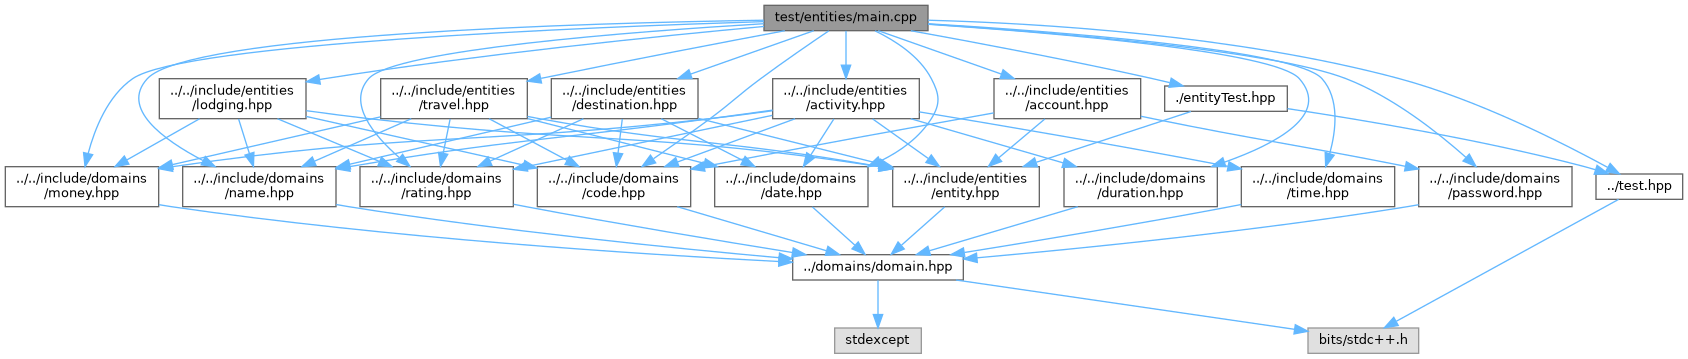 test/entities/main.cpp
../../include/entities
/lodging.hpp
../../include/entities
/travel.hpp
../../include/entities
/destination.hpp
../../include/entities
/activity.hpp
../../include/entities
/account.hpp
./entityTest.hpp
../../include/domains
/money.hpp
../../include/domains
/name.hpp
../../include/domains
/rating.hpp
../../include/domains
/code.hpp
../../include/domains
/date.hpp
../../include/entities
/entity.hpp
../../include/domains
/duration.hpp
../../include/domains
/time.hpp
../../include/domains
/password.hpp
../test.hpp
../domains/domain.hpp
stdexcept
bits/stdc++.h